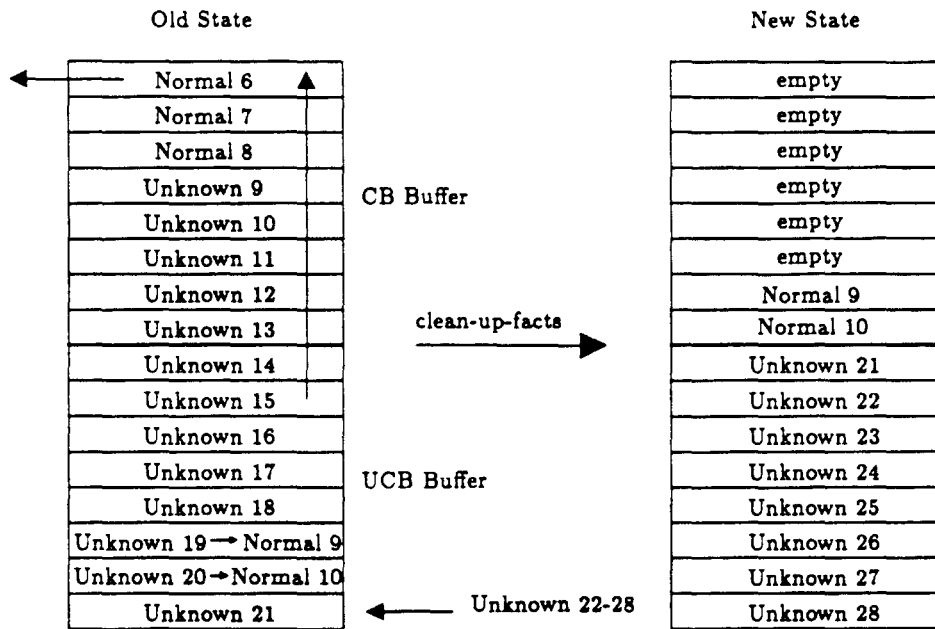 Old State
New State
Normal 6
Normal 7
Normal 8
Unknown 9
Unknown 10
Unknown 11
Unknown 12
Unknown 13
Unknown 14
Unknown 15
Unknown 16
Unknown 17
Unknown 18
Unknown 19 → Normal 9
Unknown 20 → Normal 10
Unknown 21
CB Buffer
UCB Buffer
clean-up-facts
Unknown 22-28
empty
empty
empty
empty
empty
empty
Normal 9
Normal 10
Unknown 21
Unknown 22
Unknown 23
Unknown 24
Unknown 25
Unknown 26
Unknown 27
Unknown 28